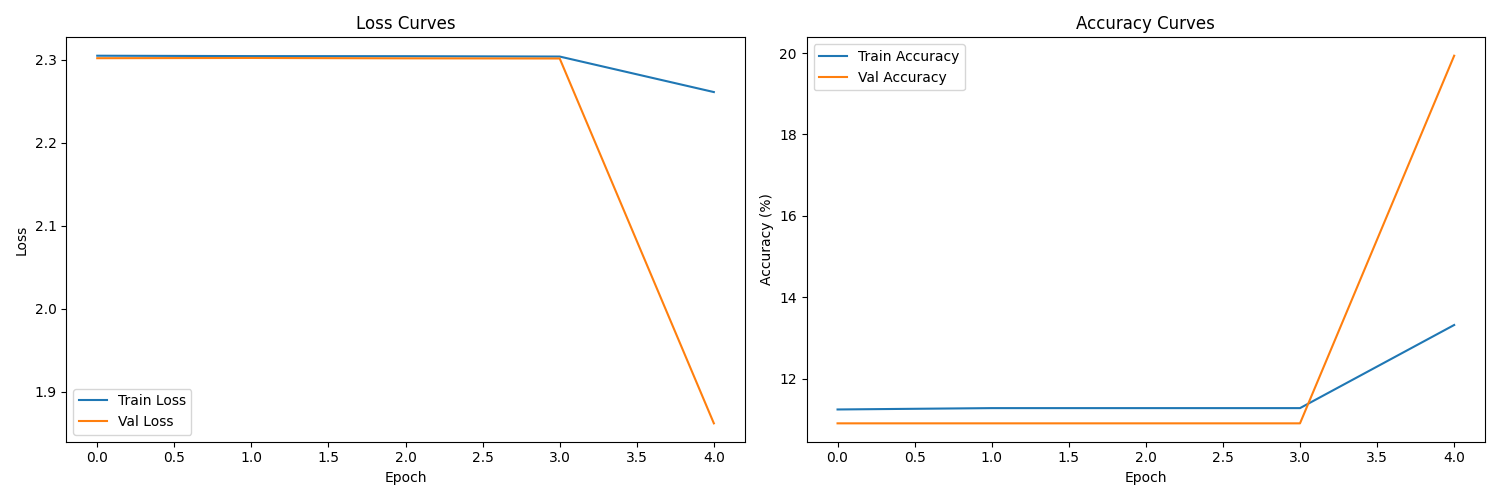 Loss Curves
Loss
2.3
2.2
2.1
2.0
1.9
Train Loss
Val Loss
0.0 0.5 1.0 1.5 2.0 2.5 3.0 3.5 4.0
Epoch
Accuracy Curves
Accuracy (%)
20
18
16
14
12
Train Accuracy
Val Accuracy
0.0 0.5 1.0 1.5 2.0 2.5 3.0 3.5 4.0
Epoch